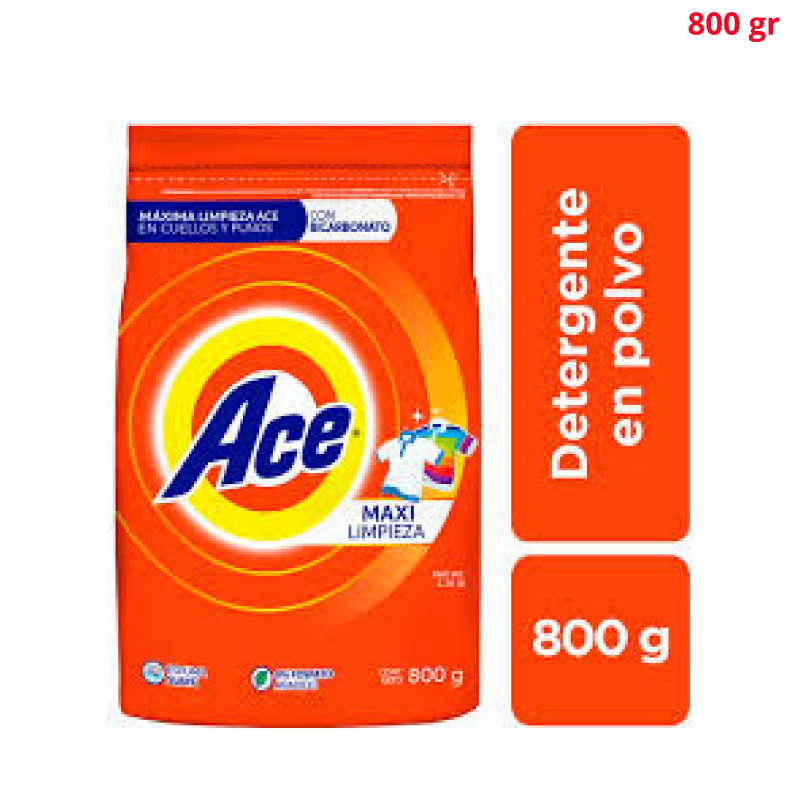 800 gr
MÁXIMA LIMPIEZA ACE
EN CUELLOS Y PUÑOS
CON
BICARBONATO
Ace
MAXI
LIMPIEZA
800 g
Detergente
en polvo
800 g